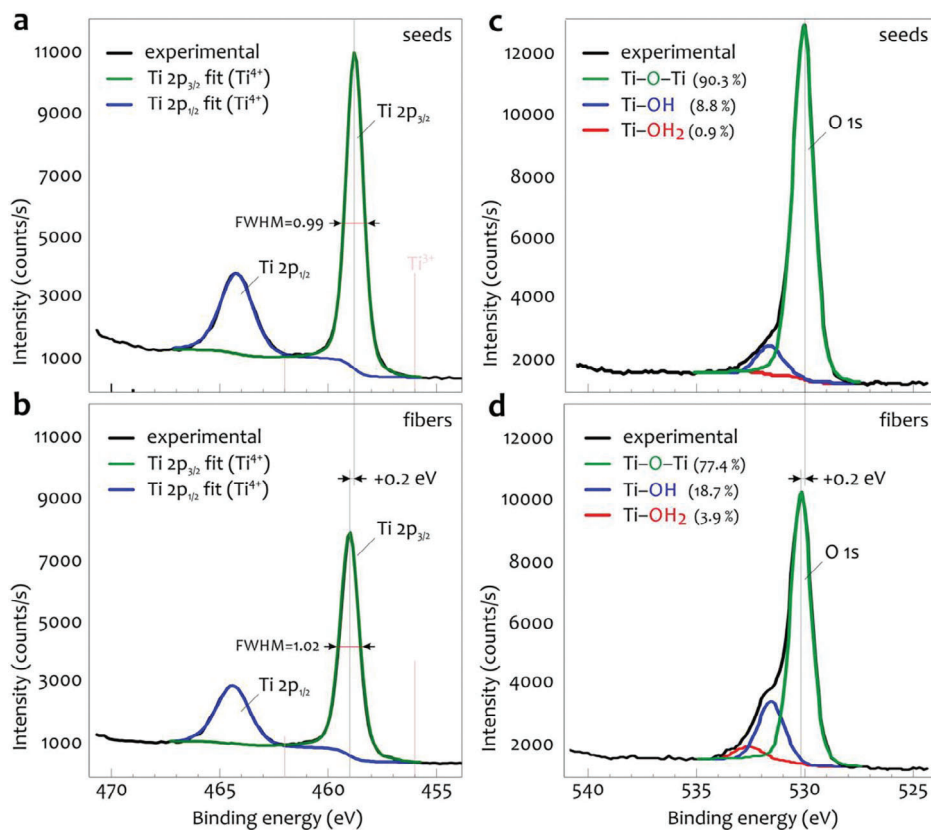 a
seeds
experimental
Ti 2p₃/₂ fit (Ti⁴⁺)
Ti 2p₁/₂ fit (Ti⁴⁺)
Ti 2p₃/₂
FWHM=0.99
Ti 2p₁/₂
Ti³⁺
Intensity (counts/s)
11000
9000
7000
5000
3000
1000
b
fibers
experimental
Ti 2p₃/₂ fit (Ti⁴⁺)
Ti 2p₁/₂ fit (Ti⁴⁺)
+0.2 eV
Ti 2p₃/₂
FWHM=1.02
Ti 2p₁/₂
Intensity (counts/s)
11000
9000
7000
5000
3000
1000
470
465
460
455
Binding energy (eV)
c
seeds
experimental
Ti–O–Ti (90.3 %)
Ti–OH (8.8 %)
Ti–OH₂ (0.9 %)
O 1s
Intensity (counts/s)
12000
10000
8000
6000
4000
2000
d
fibers
experimental
Ti–O–Ti (77.4 %)
Ti–OH (18.7 %)
Ti–OH₂ (3.9 %)
+0.2 eV
O 1s
Intensity (counts/s)
12000
10000
8000
6000
4000
2000
540
535
530
525
Binding energy (eV)